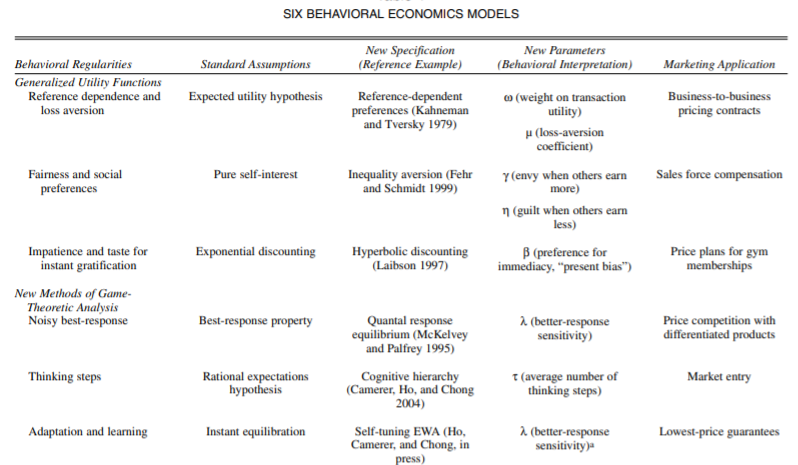 SIX BEHAVIORAL ECONOMICS MODELS
New Specification New Parameters
Behavioral Regularities Standard Assumptions (Reference Example) (Behavioral Interpretation) Marketing Application
Generalized Utility Functions
Reference dependence and Expected utility hypothesis Reference-dependent ω (weight on transaction Business-to-business
loss aversion preferences (Kahneman utility) pricing contracts
and Tversky 1979) μ (loss-aversion
coefficient)
Fairness and social Pure self-interest Inequality aversion (Fehr γ (envy when others earn Sales force compensation
preferences and Schmidt 1999) more)
η (guilt when others earn
less)
Impatience and taste for Exponential discounting Hyperbolic discounting β (preference for Price plans for gym
instant gratification (Laibson 1997) immediacy, “present bias”) memberships
New Methods of Game-
Theoretic Analysis
Noisy best-response Best-response property Quantal response λ (better-response Price competition with
equilibrium (McKelvey sensitivity) differentiated products
and Palfrey 1995)
Thinking steps Rational expectations Cognitive hierarchy τ (average number of Market entry
hypothesis (Camerer, Ho, and Chong thinking steps)
2004)
Adaptation and learning Instant equilibration Self-tuning EWA (Ho, λ (better-response Lowest-price guarantees
Camerer, and Chong, in sensitivity)a
press)